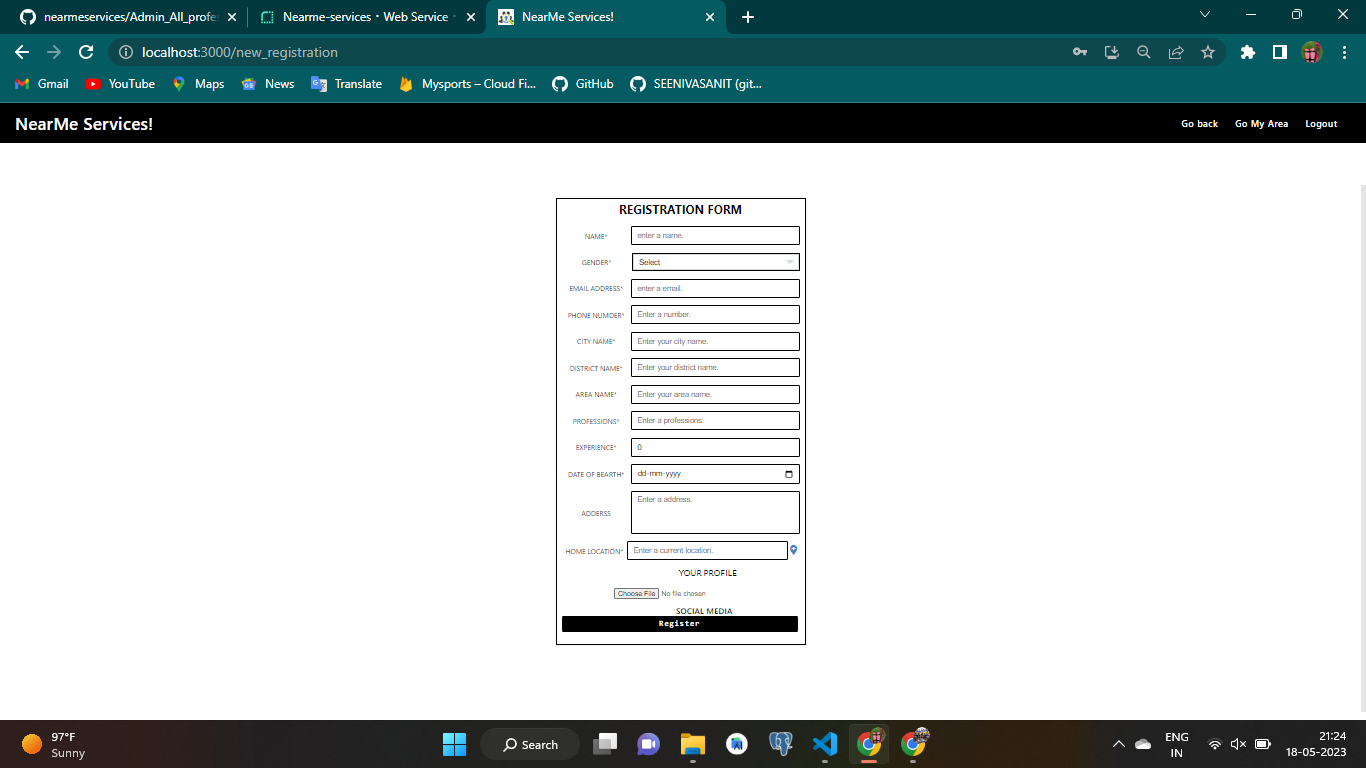 nearmeservices/Admin_All_profe
Nearme-services · Web Service ·
NearMe Services!
localhost:3000/new_registration
Gmail
YouTube
Maps
News
Translate
Mysports – Cloud Fi...
GitHub
SEENIVASANIT (git...
NearMe Services!
Go back
Go My Area
Logout
REGISTRATION FORM
NAME*
enter a name.
GENDER*
Select
EMAIL ADDRESS*
enter a email.
PHONE NUMDER*
Enter a number.
CITY NAME*
Enter your city name.
DISTRICT NAME*
Enter your district name.
AREA NAME*
Enter your area name.
PROFESSIONS*
Enter a professions.
EXPERIENCE*
0
DATE OF BEARTH*
dd-mm-yyyy
ADDERSS
Enter a address.
HOME LOCATION*
Enter a current location.
YOUR PROFILE
Choose File No file chosen
SOCIAL MEDIA
Register
97°F
Sunny
Search
ENG
IN
21:24
18-05-2023